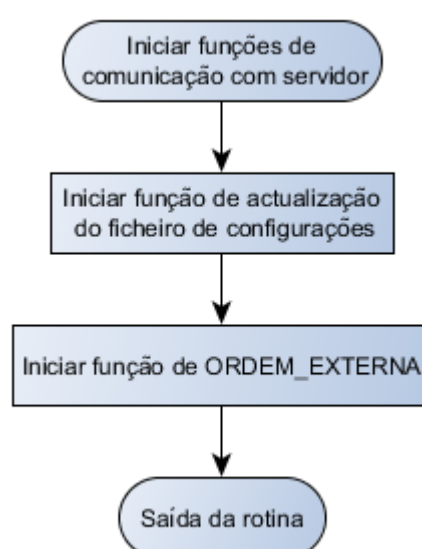 Iniciar funções de
comunicação com servidor
Iniciar função de actualização
do ficheiro de configurações
Iniciar função de ORDEM_EXTERNA
Saída da rotina